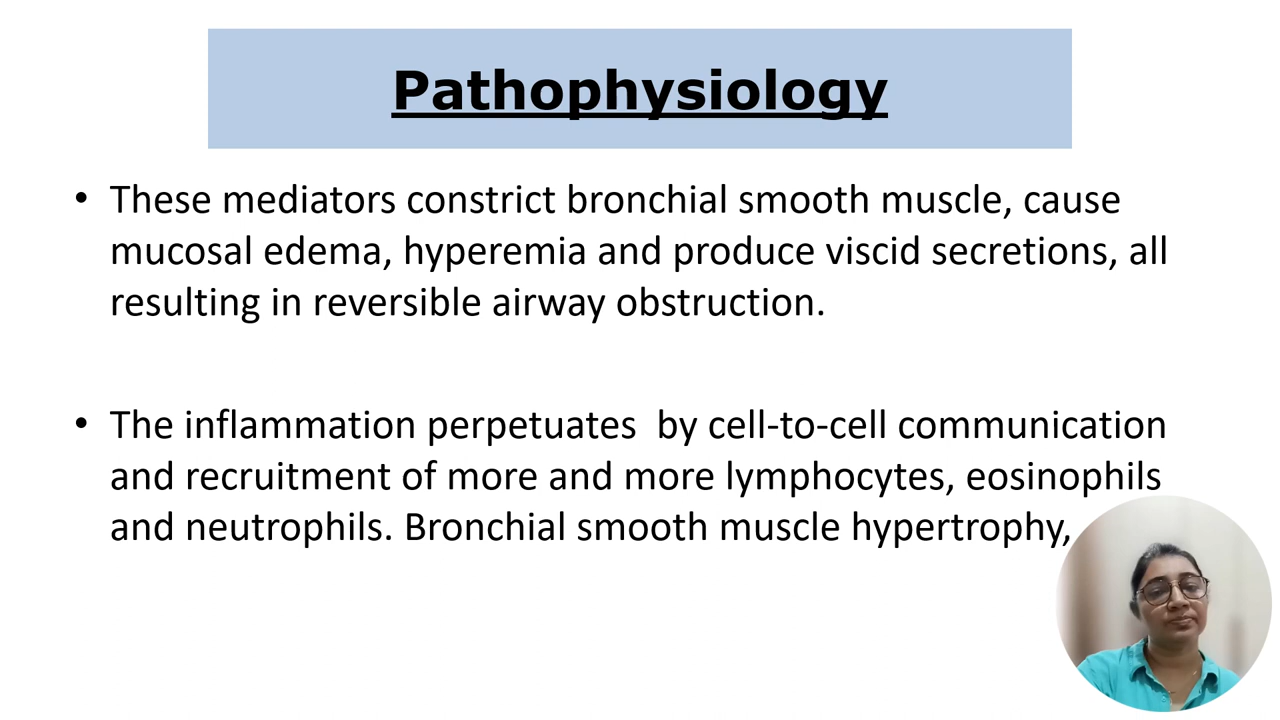 Pathophysiology
• These mediators constrict bronchial smooth muscle, cause
mucosal edema, hyperemia and produce viscid secretions, all
resulting in reversible airway obstruction.
• The inflammation perpetuates  by cell-to-cell communication
and recruitment of more and more lymphocytes, eosinophils
and neutrophils. Bronchial smooth muscle hypertrophy,